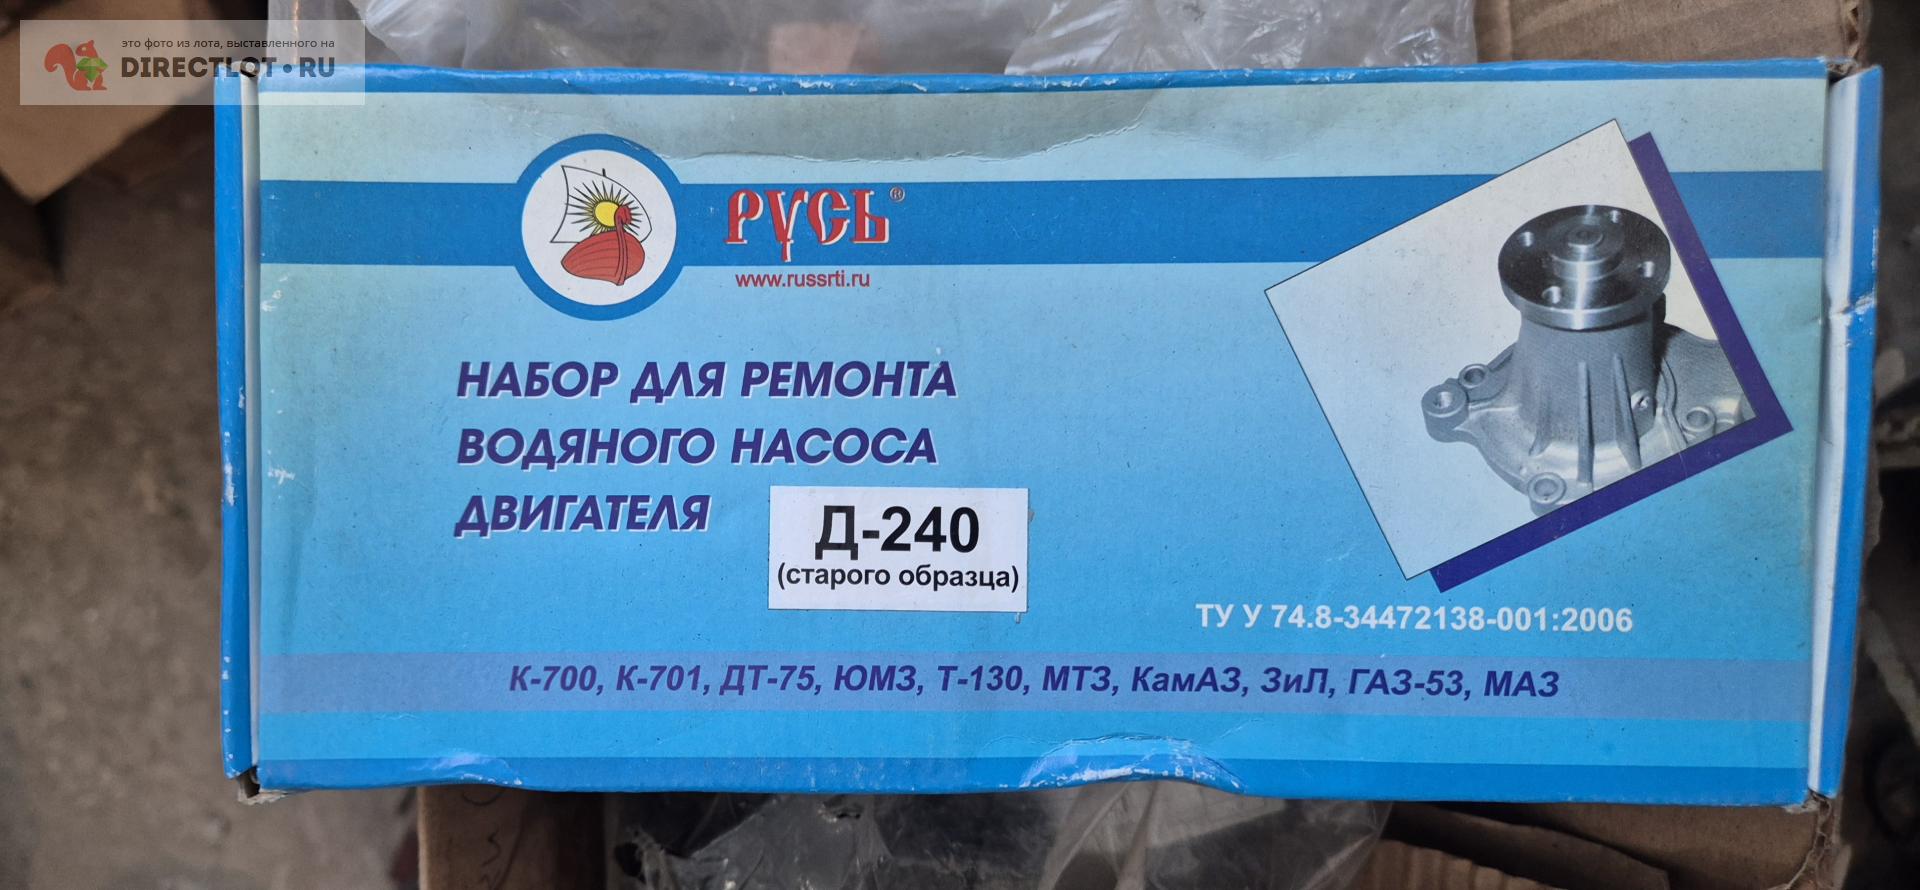 это фото из лота, выставленного на
DIRECTLOT•RU
РУСЬ®
www.russrti.ru
НАБОР ДЛЯ РЕМОНТА
ВОДЯНОГО НАСОСА
ДВИГАТЕЛЯ
Д-240
(старого образца)
ТУ У 74.8-34472138-001:2006
К-700, К-701, ДТ-75, ЮМЗ, Т-130, МТЗ, КамАЗ, ЗиЛ, ГАЗ-53, МАЗ